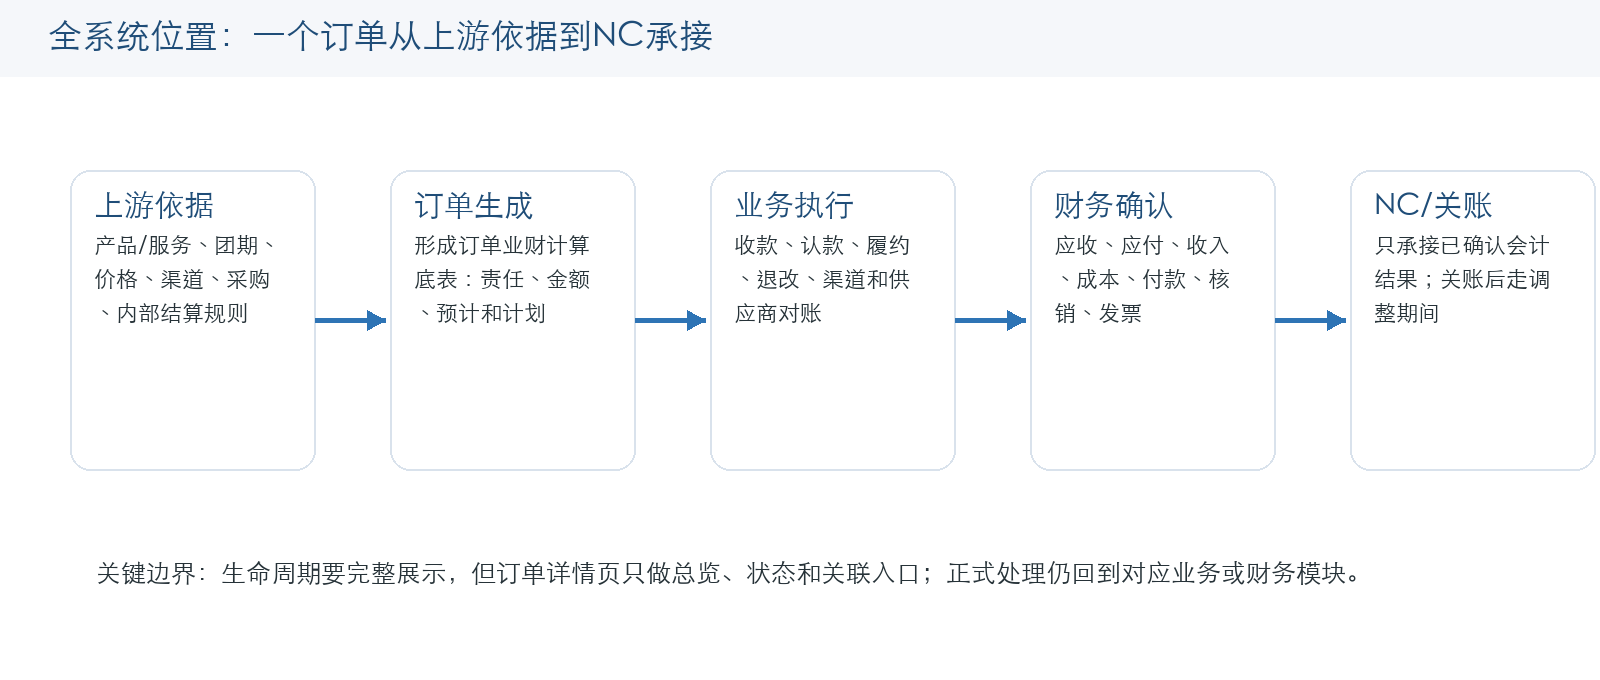 全系统位置：一个订单从上游依据到NC承接
上游依据
产品/服务、团期、
价格、渠道、采购
、内部结算规则
订单生成
形成订单业财计算
底表：责任、金额
、预计和计划
业务执行
收款、认款、履约
、退改、渠道和供
应商对账
财务确认
应收、应付、收入
、成本、付款、核
销、发票
NC/关账
只承接已确认会计
结果；关账后走调
整期间
关键边界：生命周期要完整展示，但订单详情页只做总览、状态和关联入口；正式处理仍回到对应业务或财务模块。